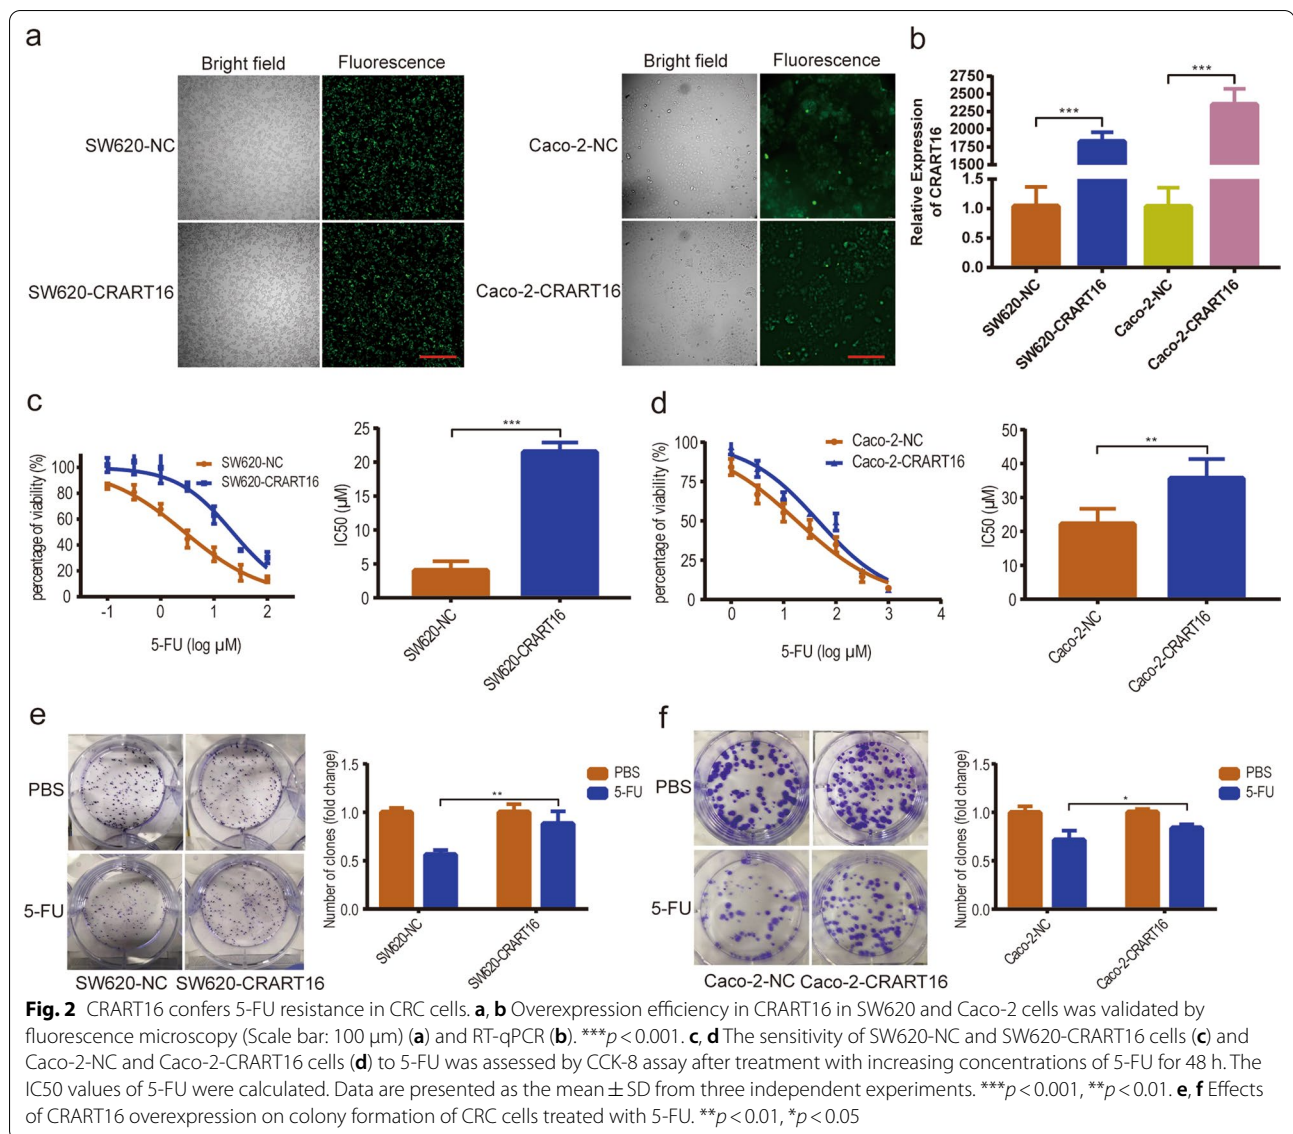 a
Bright field Fluorescence
SW620-NC
SW620-CRART16
Bright field Fluorescence
Caco-2-NC
Caco-2-CRART16
b
Relative Expression
of CRART16
2750
2500
2250
2000
1750
1500
1.5
1.0
0.5
0.0
***
***
SW620-NC
SW620-CRART16
Caco-2-NC
Caco-2-CRART16
c
percentage of viability (%)
100
80
60
40
20
0
-1 0 1 2
5-FU (log µM)
SW620-NC
SW620-CRART16
IC50 (µM)
25
20
15
10
5
0
***
SW620-NC
SW620-CRART16
d
percentage of viability (%)
100
75
50
25
0
0 1 2 3 4
5-FU (log µM)
Caco-2-NC
Caco-2-CRART16
IC50 (µM)
50
40
30
20
10
0
**
Caco-2-NC
Caco-2-CRART16
e
PBS
5-FU
SW620-NC SW620-CRART16
Number of clones (fold change)
1.5
1.0
0.5
0.0
**
PBS
5-FU
SW620-NC
SW620-CRART16
f
PBS
5-FU
Caco-2-NC Caco-2-CRART16
Number of clones (fold change)
1.5
1.0
0.5
0.0
*
PBS
5-FU
Caco-2-NC
Caco-2-CRART16
Fig. 2 CRART16 confers 5-FU resistance in CRC cells. a, b Overexpression efficiency in CRART16 in SW620 and Caco-2 cells was validated by
fluorescence microscopy (Scale bar: 100 µm) (a) and RT-qPCR (b). ***p < 0.001. c, d The sensitivity of SW620-NC and SW620-CRART16 cells (c) and
Caco-2-NC and Caco-2-CRART16 cells (d) to 5-FU was assessed by CCK-8 assay after treatment with increasing concentrations of 5-FU for 48 h. The
IC50 values of 5-FU were calculated. Data are presented as the mean ± SD from three independent experiments. ***p < 0.001, **p < 0.01. e, f Effects
of CRART16 overexpression on colony formation of CRC cells treated with 5-FU. **p < 0.01, *p < 0.05